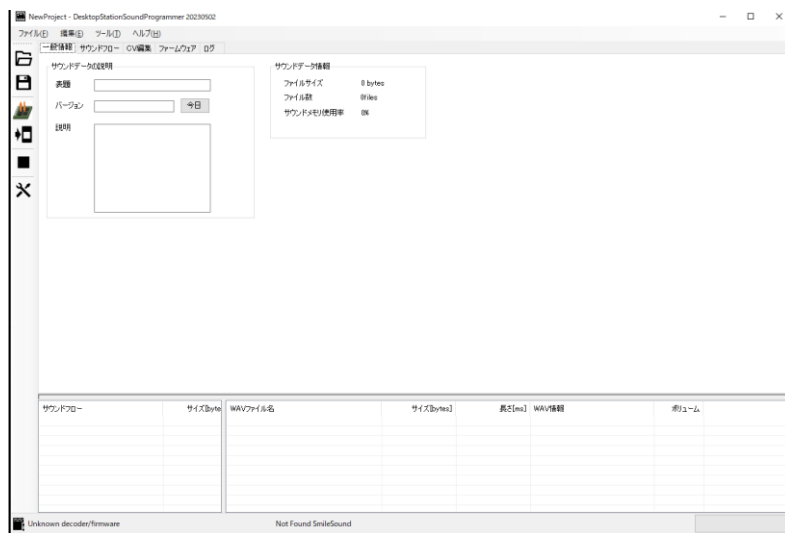 NewProject - DesktopStationSoundProgrammer 20230502
ファイル(F) 編集(E) ツール(T) ヘルプ(H)
一般情報 サウンドフロー CV編集 ファームウェア ログ
サウンドデータの説明
表題
バージョン 今日
説明
サウンドデータ情報
ファイルサイズ 0 bytes
ファイル数 0files
サウンドメモリ使用率 0%
サウンドフロー サイズ[byte WAVファイル名 サイズ[bytes] 長さ[ms] WAV情報 ボリューム
Unknown decoder/firmware Not Found SmileSound